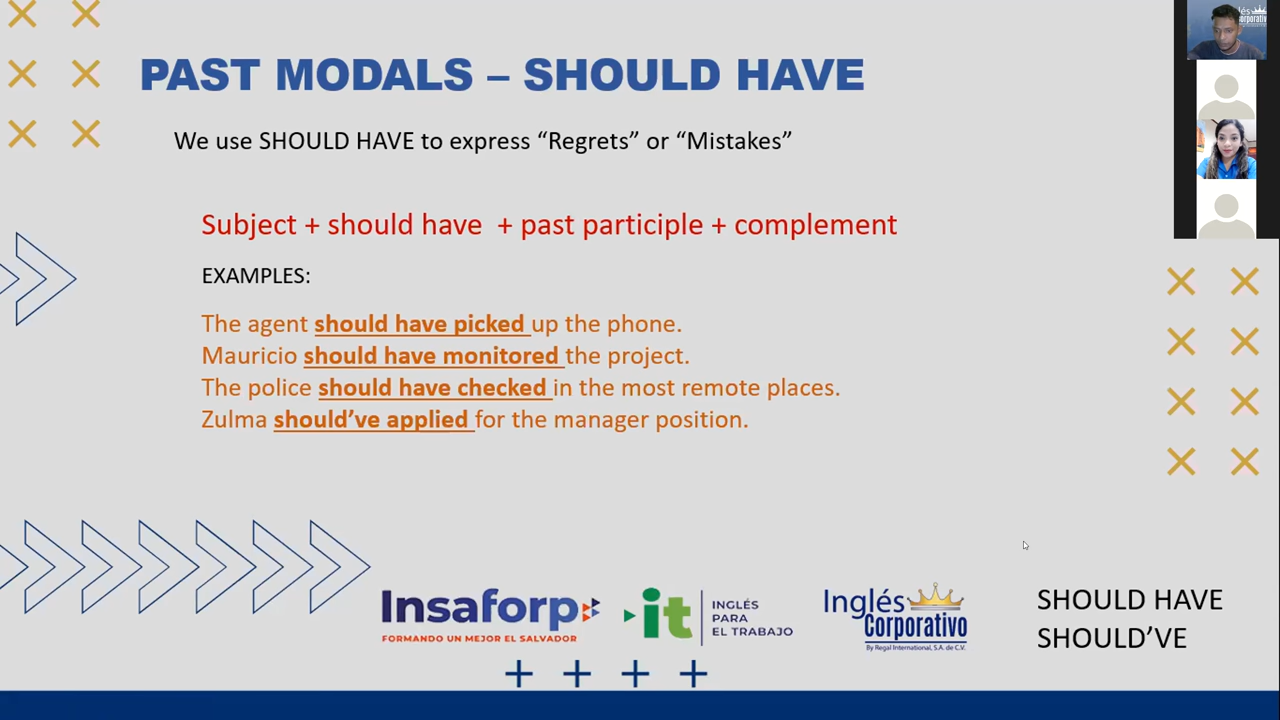 PAST MODALS – SHOULD HAVE
We use SHOULD HAVE to express “Regrets” or “Mistakes”
Subject + should have + past participle + complement
EXAMPLES:
The agent should have picked up the phone.
Mauricio should have monitored the project.
The police should have checked in the most remote places.
Zulma should’ve applied for the manager position.
Insaforp
FORMANDO UN MEJOR EL SALVADOR
it
INGLÉS
PARA
EL TRABAJO
Inglés
Corporativo
By Regal International, S.A. de C.V.
SHOULD HAVE
SHOULD’VE